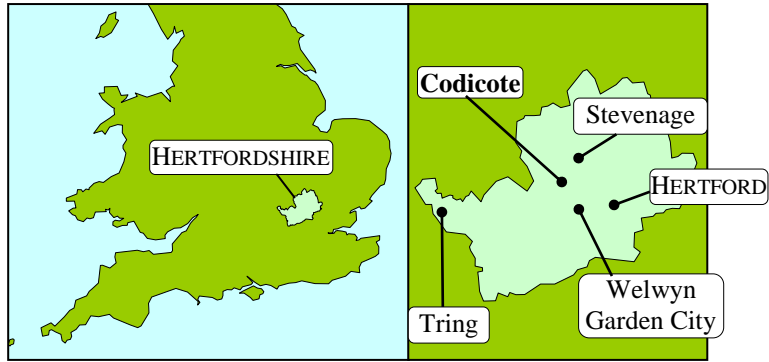 HERTFORDSHIRE
Codicote
Stevenage
HERTFORD
Welwyn
Garden City
Tring